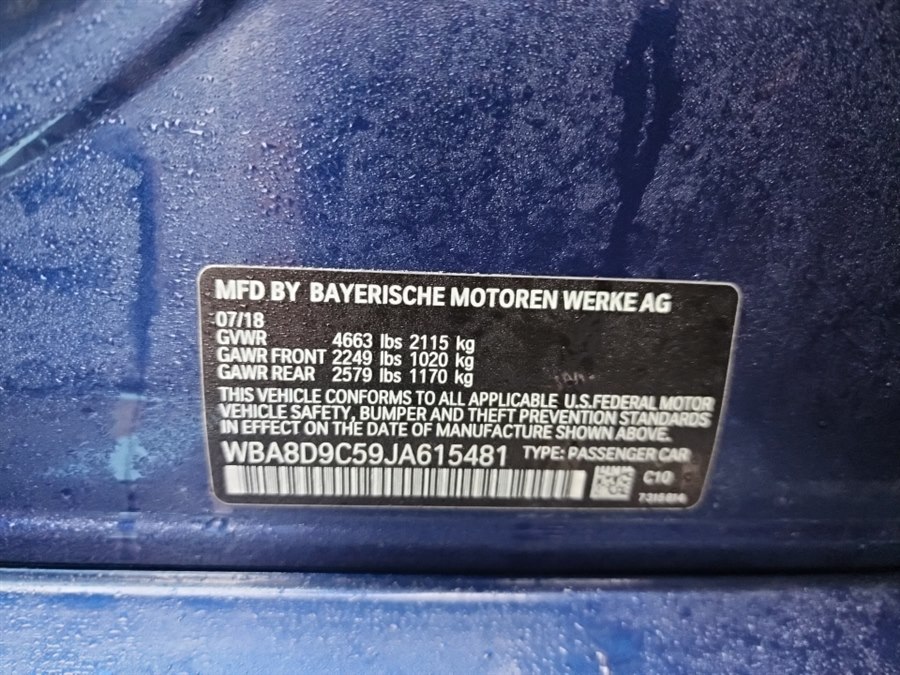 MFD BY BAYERISCHE MOTOREN WERKE AG
07/18
GVWR 4663 lbs 2115 kg
GAWR FRONT 2249 lbs 1020 kg
GAWR REAR 2579 lbs 1170 kg
THIS VEHICLE CONFORMS TO ALL APPLICABLE U.S.FEDERAL MOTOR
VEHICLE SAFETY, BUMPER AND THEFT PREVENTION STANDARDS
IN EFFECT ON THE DATE OF MANUFACTURE SHOWN ABOVE.
WBA8D9C59JA615481 TYPE: PASSENGER CAR
C10